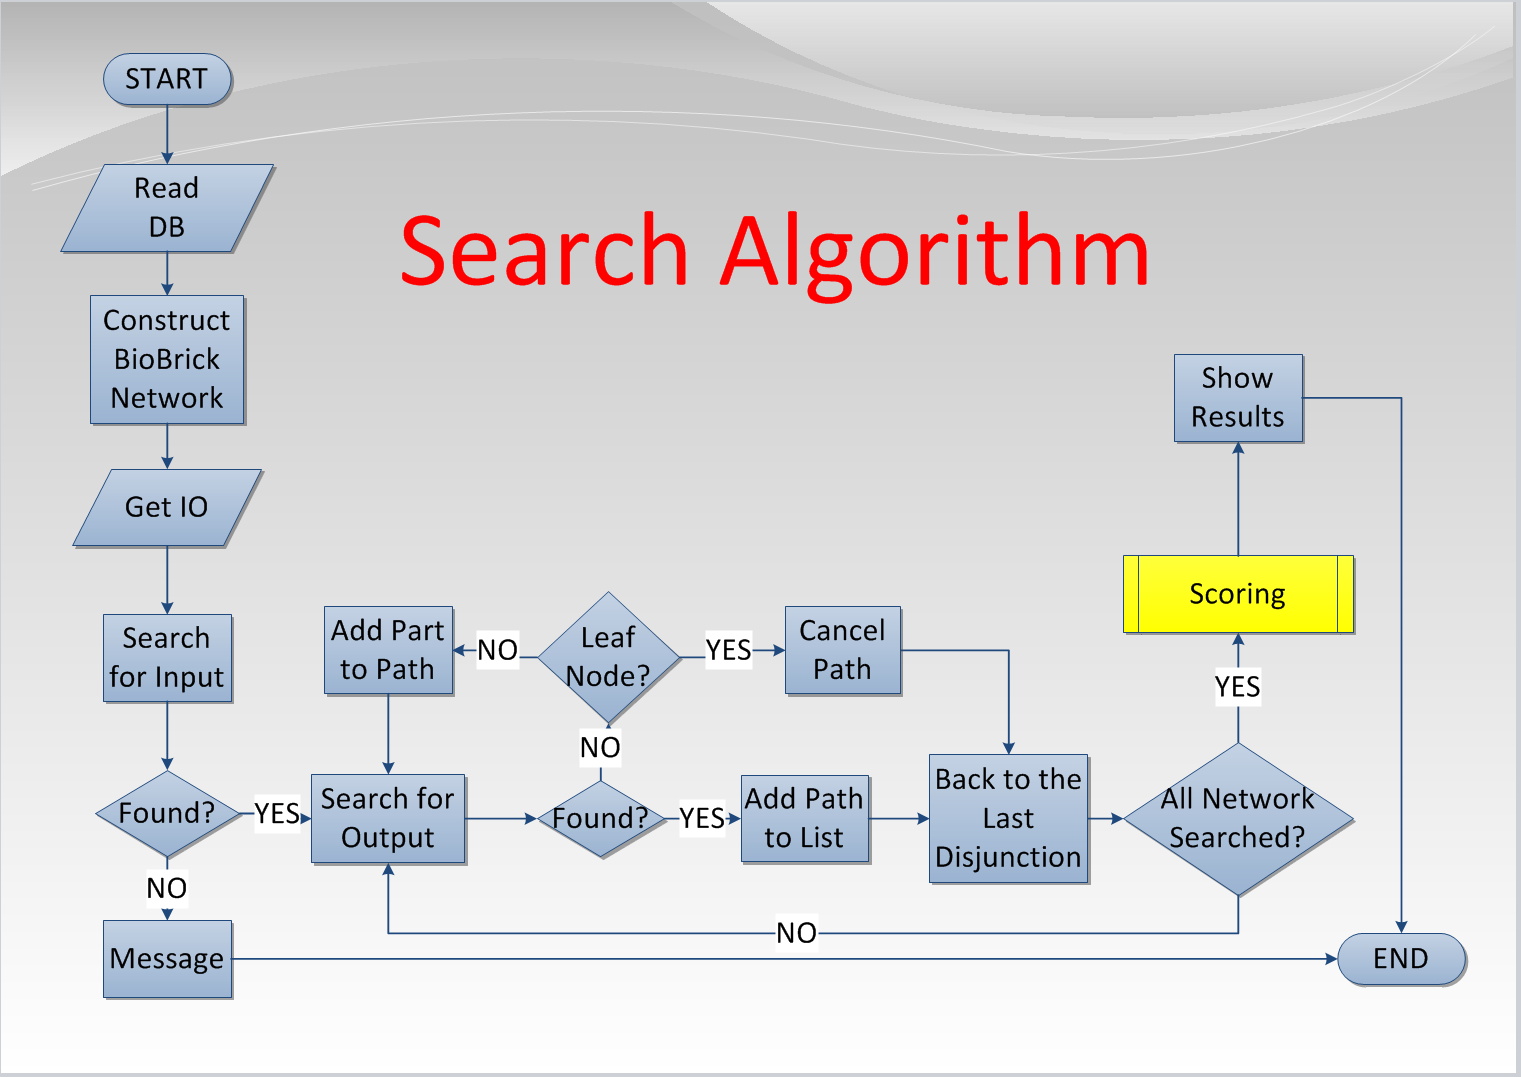 START
Read
DB
Search Algorithm
Construct
BioBrick
Network
Get IO
Search
for Input
Found?
YES
NO
Message
Search for
Output
Found?
NO
YES
Leaf
Node?
NO
Add Part
to Path
YES
Cancel
Path
Add Path
to List
Back to the
Last
Disjunction
All Network
Searched?
NO
YES
Scoring
Show
Results
END